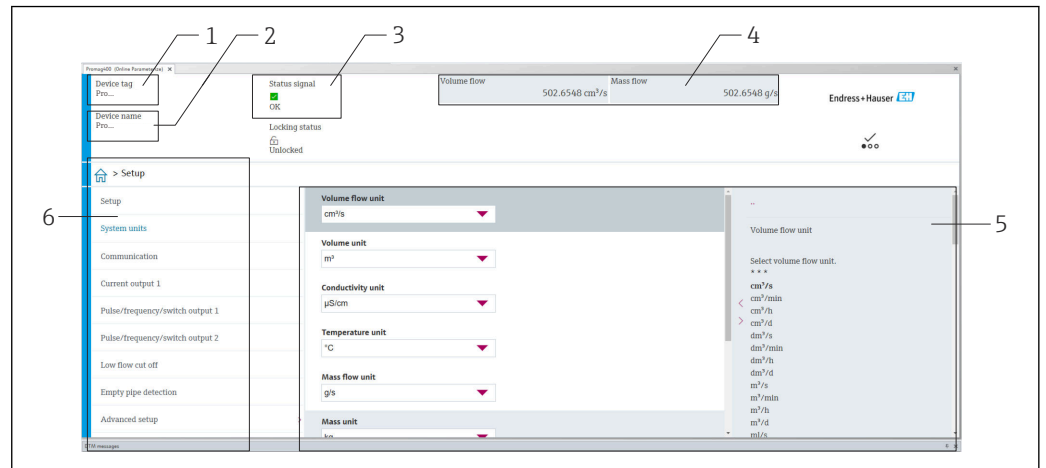 1
2
3
4
Promag400 (Online Parameterize) X
Device tag
Pro...
Status signal
OK
Volume flow
502.6548 cm³/s
Mass flow
502.6548 g/s
Endress+Hauser EH
Device name
Pro...
Locking status
Unlocked
> Setup
6
5
Setup
System units
Communication
Current output 1
Pulse/frequency/switch output 1
Pulse/frequency/switch output 2
Low flow cut off
Empty pipe detection
Advanced setup
Volume flow unit
cm³/s
Volume unit
m³
Conductivity unit
µS/cm
Temperature unit
°C
Mass flow unit
g/s
Mass unit
kg
..
Volume flow unit
Select volume flow unit.
* * *
cm³/s
cm³/min
cm³/h
cm³/d
dm³/s
dm³/min
dm³/h
dm³/d
m³/s
m³/min
m³/h
m³/d
ml/s
DTM messages